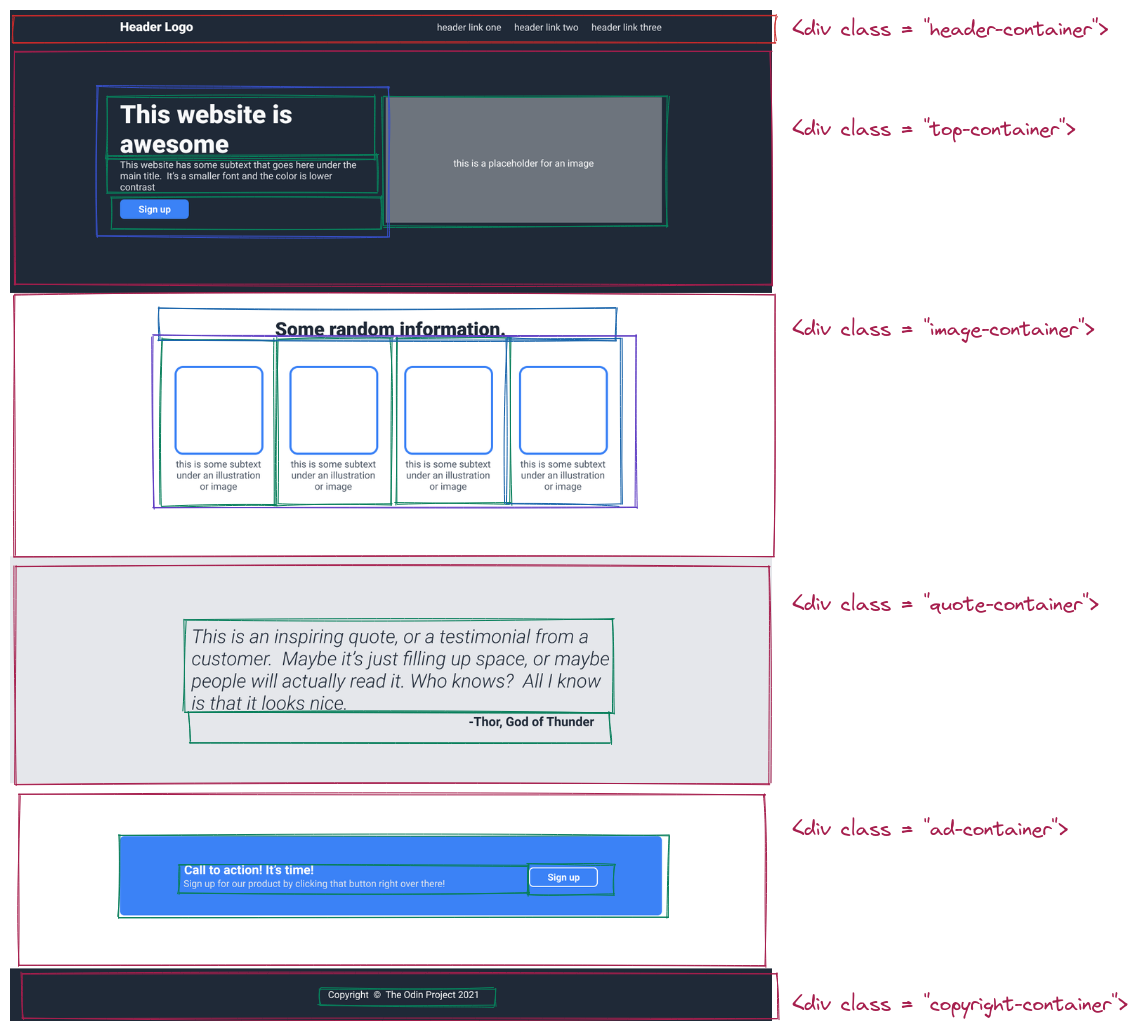 Header Logo
header link one header link two header link three
<div class = "header-container">
<div class = "top-container">
This website is
awesome
This website has some subtext that goes here under the
main title. It's a smaller font and the color is lower
contrast
Sign up
this is a placeholder for an image
<div class = "image-container">
Some random information.
this is some subtext
under an illustration
or image
this is some subtext
under an illustration
or image
this is some subtext
under an illustration
or image
this is some subtext
under an illustration
or image
<div class = "quote-container">
This is an inspiring quote, or a testimonial from a
customer. Maybe it's just filling up space, or maybe
people will actually read it. Who knows? All I know
is that it looks nice.
-Thor, God of Thunder
<div class = "ad-container">
Call to action! It's time!
Sign up for our product by clicking that button right over there!
Sign up
Copyright © The Odin Project 2021
<div class = "copyright-container">